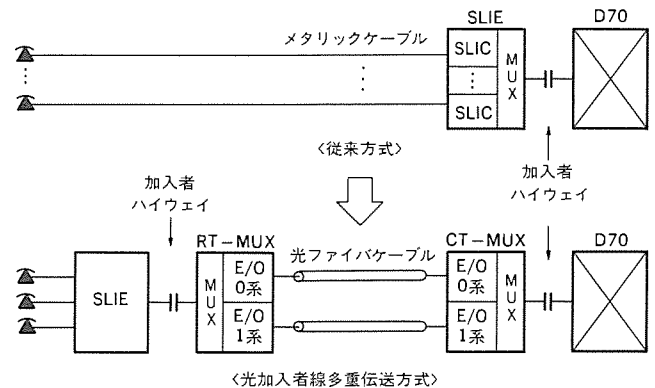 SLIE
D70
メタリックケーブル
SLIC
SLIC
MUX
〈従来方式〉
加入者
ハイウェイ
加入者
ハイウェイ
RT－MUX
光ファイバケーブル
CT－MUX
D70
SLIE
MUX
E/O
0系
E/O
1系
E/O
0系
E/O
1系
MUX
〈光加入者線多重伝送方式〉